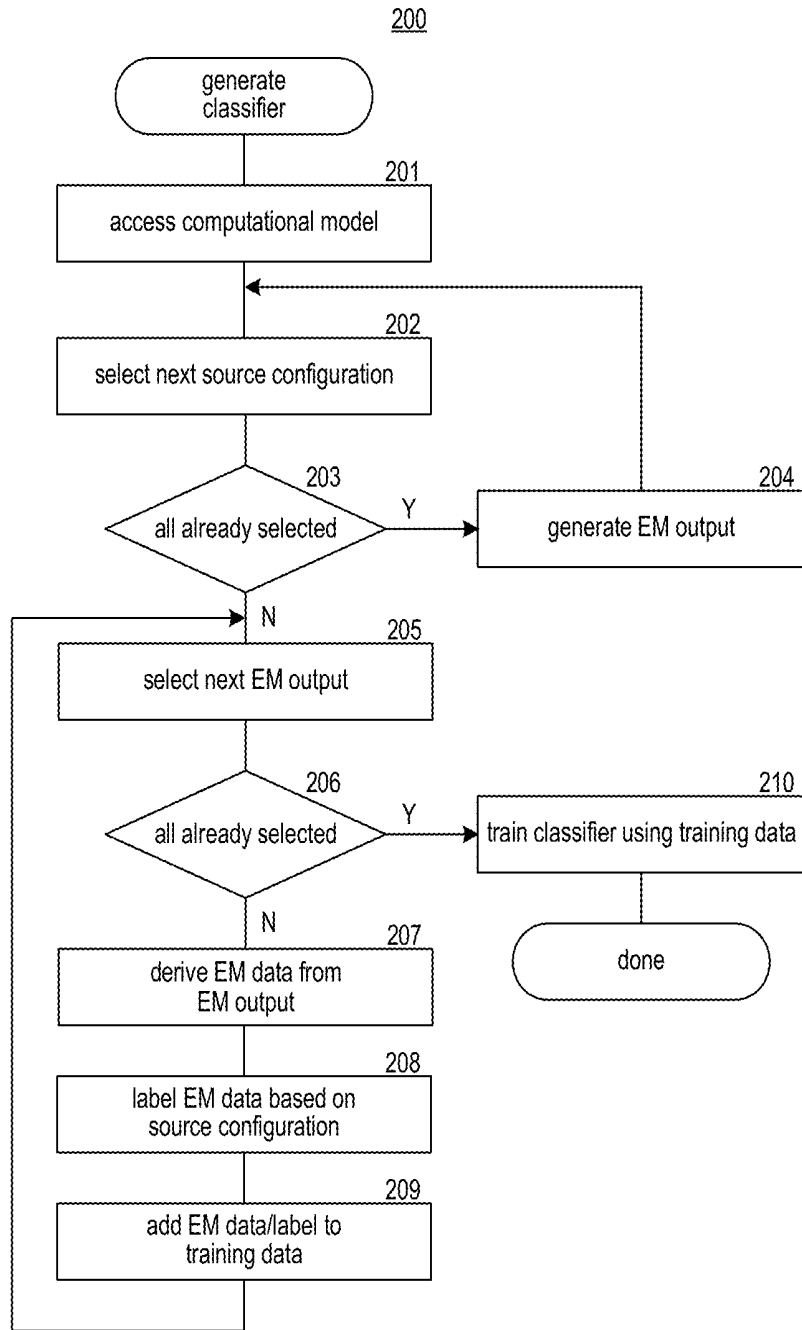 200
generate
classifier
201
access computational model
202
select next source configuration
203
all already selected
Y
204
generate EM output
N
205
select next EM output
206
all already selected
Y
210
train classifier using training data
N
done
207
derive EM data from
EM output
208
label EM data based on
source configuration
209
add EM data/label to
training data